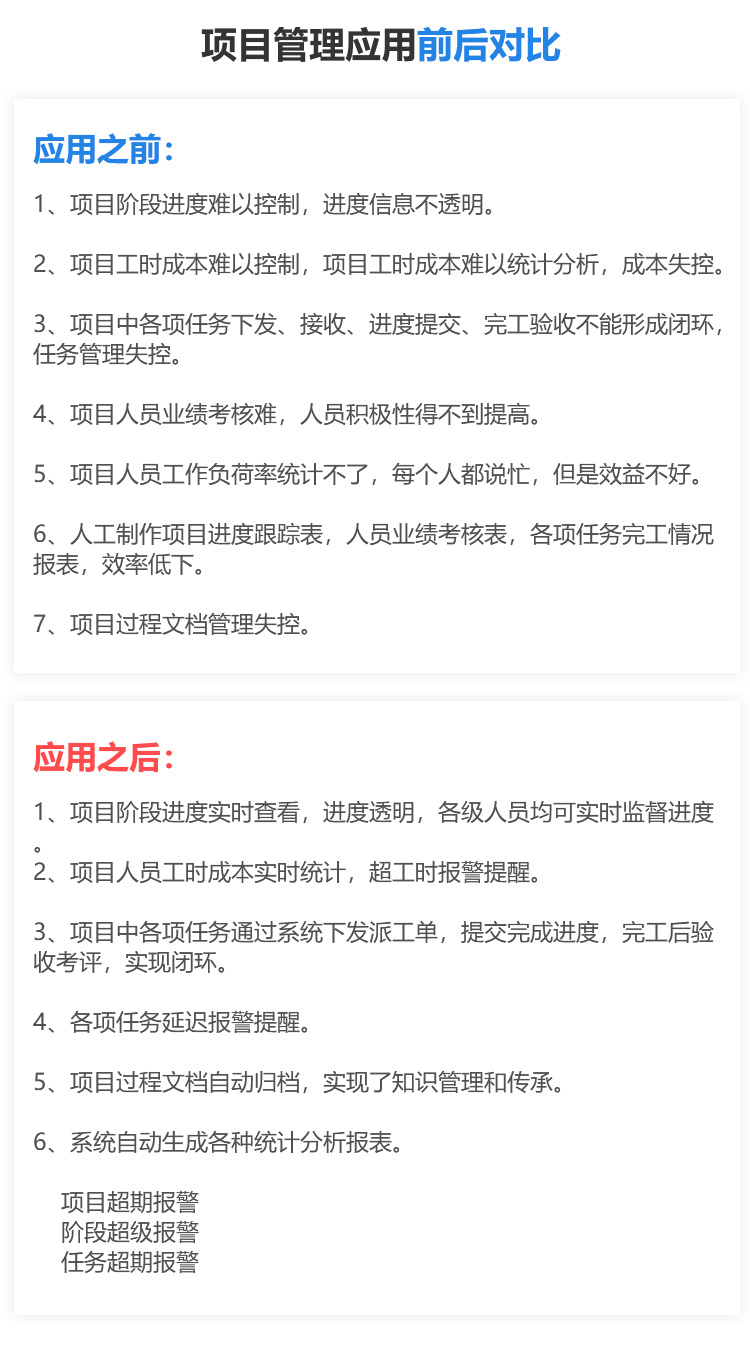 项目管理应用前后对比
应用之前：
1、项目阶段进度难以控制，进度信息不透明。
2、项目工时成本难以控制，项目工时成本难以统计分析，成本失控。
3、项目中各项任务下发、接收、进度提交、完工验收不能形成闭环，
任务管理失控。
4、项目人员业绩考核难，人员积极性得不到提高。
5、项目人员工作负荷率统计不了，每个人都说忙，但是效益不好。
6、人工制作项目进度跟踪表，人员业绩考核表，各项任务完工情况
报表，效率低下。
7、项目过程文档管理失控。
应用之后：
1、项目阶段进度实时查看，进度透明，各级人员均可实时监督进度
。
2、项目人员工时成本实时统计，超工时报警提醒。
3、项目中各项任务通过系统下发派工单，提交完成进度，完工后验
收考评，实现闭环。
4、各项任务延迟报警提醒。
5、项目过程文档自动归档，实现了知识管理和传承。
6、系统自动生成各种统计分析报表。
项目超期报警
阶段超级报警
任务超期报警